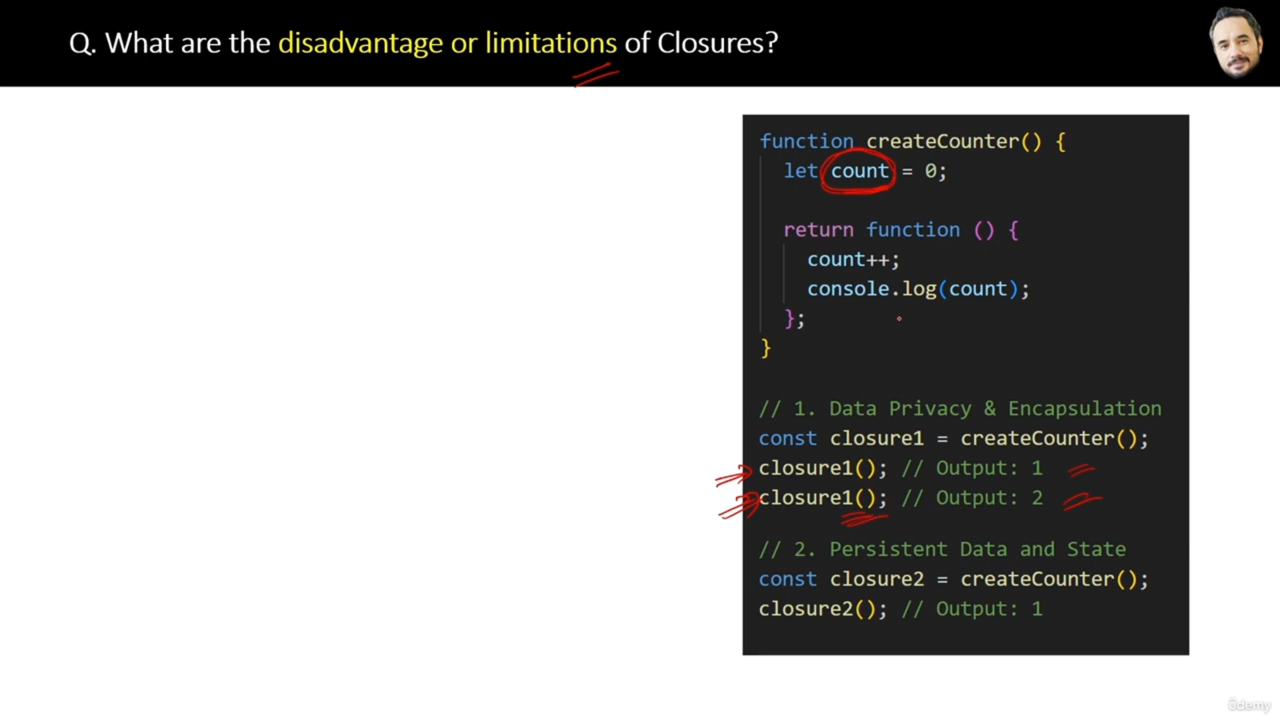 Q. What are the disadvantage or limitations of Closures?
function createCounter() {
let count = 0;
return function () {
count++;
console.log(count);
};
}
// 1. Data Privacy & Encapsulation
const closure1 = createCounter();
closure1(); // Output: 1
closure1(); // Output: 2
// 2. Persistent Data and State
const closure2 = createCounter();
closure2(); // Output: 1
ûdemy